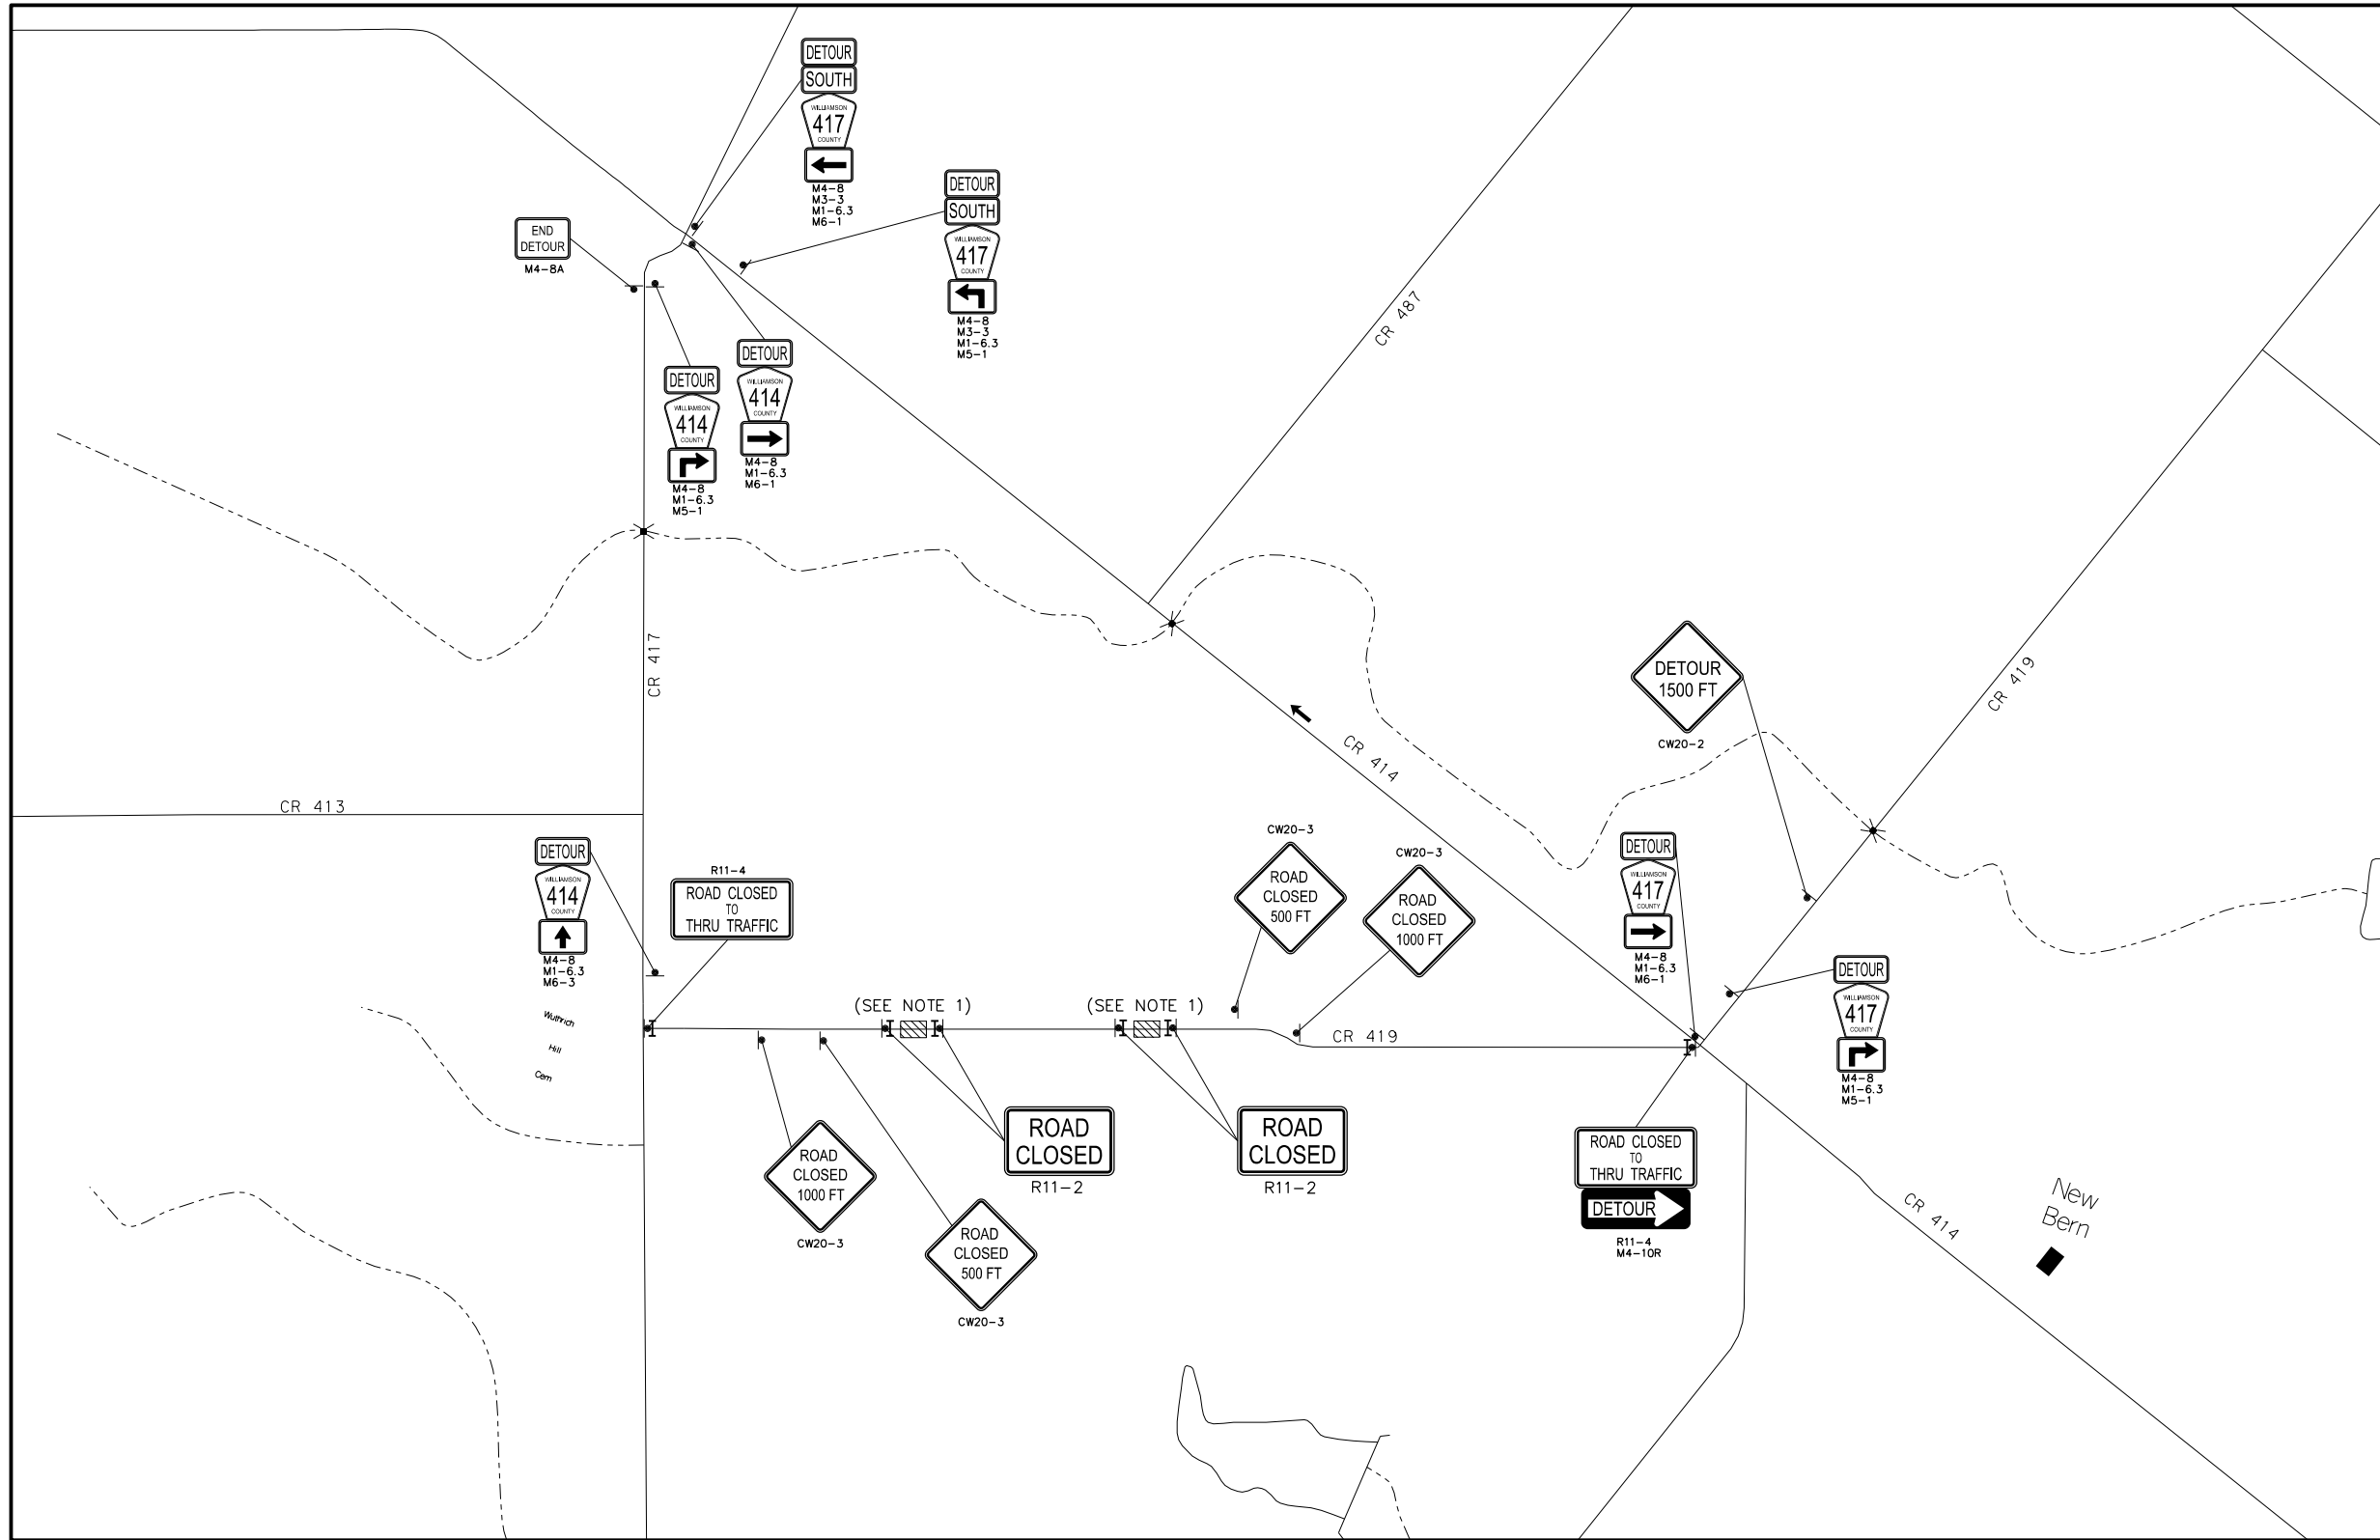 DETOUR
SOUTH
WILLIAMSON
417
COUNTY
M4-8
M3-3
M1-6.3
M6-1
DETOUR
SOUTH
WILLIAMSON
417
COUNTY
M4-8
M3-3
M1-6.3
M5-1
END
DETOUR
M4-8A
DETOUR
WILLIAMSON
414
COUNTY
M4-8
M1-6.3
M6-1
DETOUR
WILLIAMSON
414
COUNTY
M4-8
M1-6.3
M5-1
CR 487
CR 417
CR 419
DETOUR
1500 FT
CW20-2
CR 414
CR 413
DETOUR
WILLIAMSON
414
COUNTY
M4-8
M1-6.3
M6-3
R11-4
ROAD CLOSED
TO
THRU TRAFFIC
CW20-3
ROAD
CLOSED
500 FT
CW20-3
ROAD
CLOSED
1000 FT
DETOUR
WILLIAMSON
417
COUNTY
M4-8
M1-6.3
M6-1
DETOUR
WILLIAMSON
417
COUNTY
M4-8
M1-6.3
M5-1
(SEE NOTE 1)
(SEE NOTE 1)
Wuthrich
Hill
Cem
CR 419
ROAD
CLOSED
1000 FT
CW20-3
ROAD
CLOSED
500 FT
CW20-3
ROAD
CLOSED
R11-2
ROAD
CLOSED
R11-2
ROAD CLOSED
TO
THRU TRAFFIC
DETOUR
R11-4
M4-10R
CR 414
New
Bern